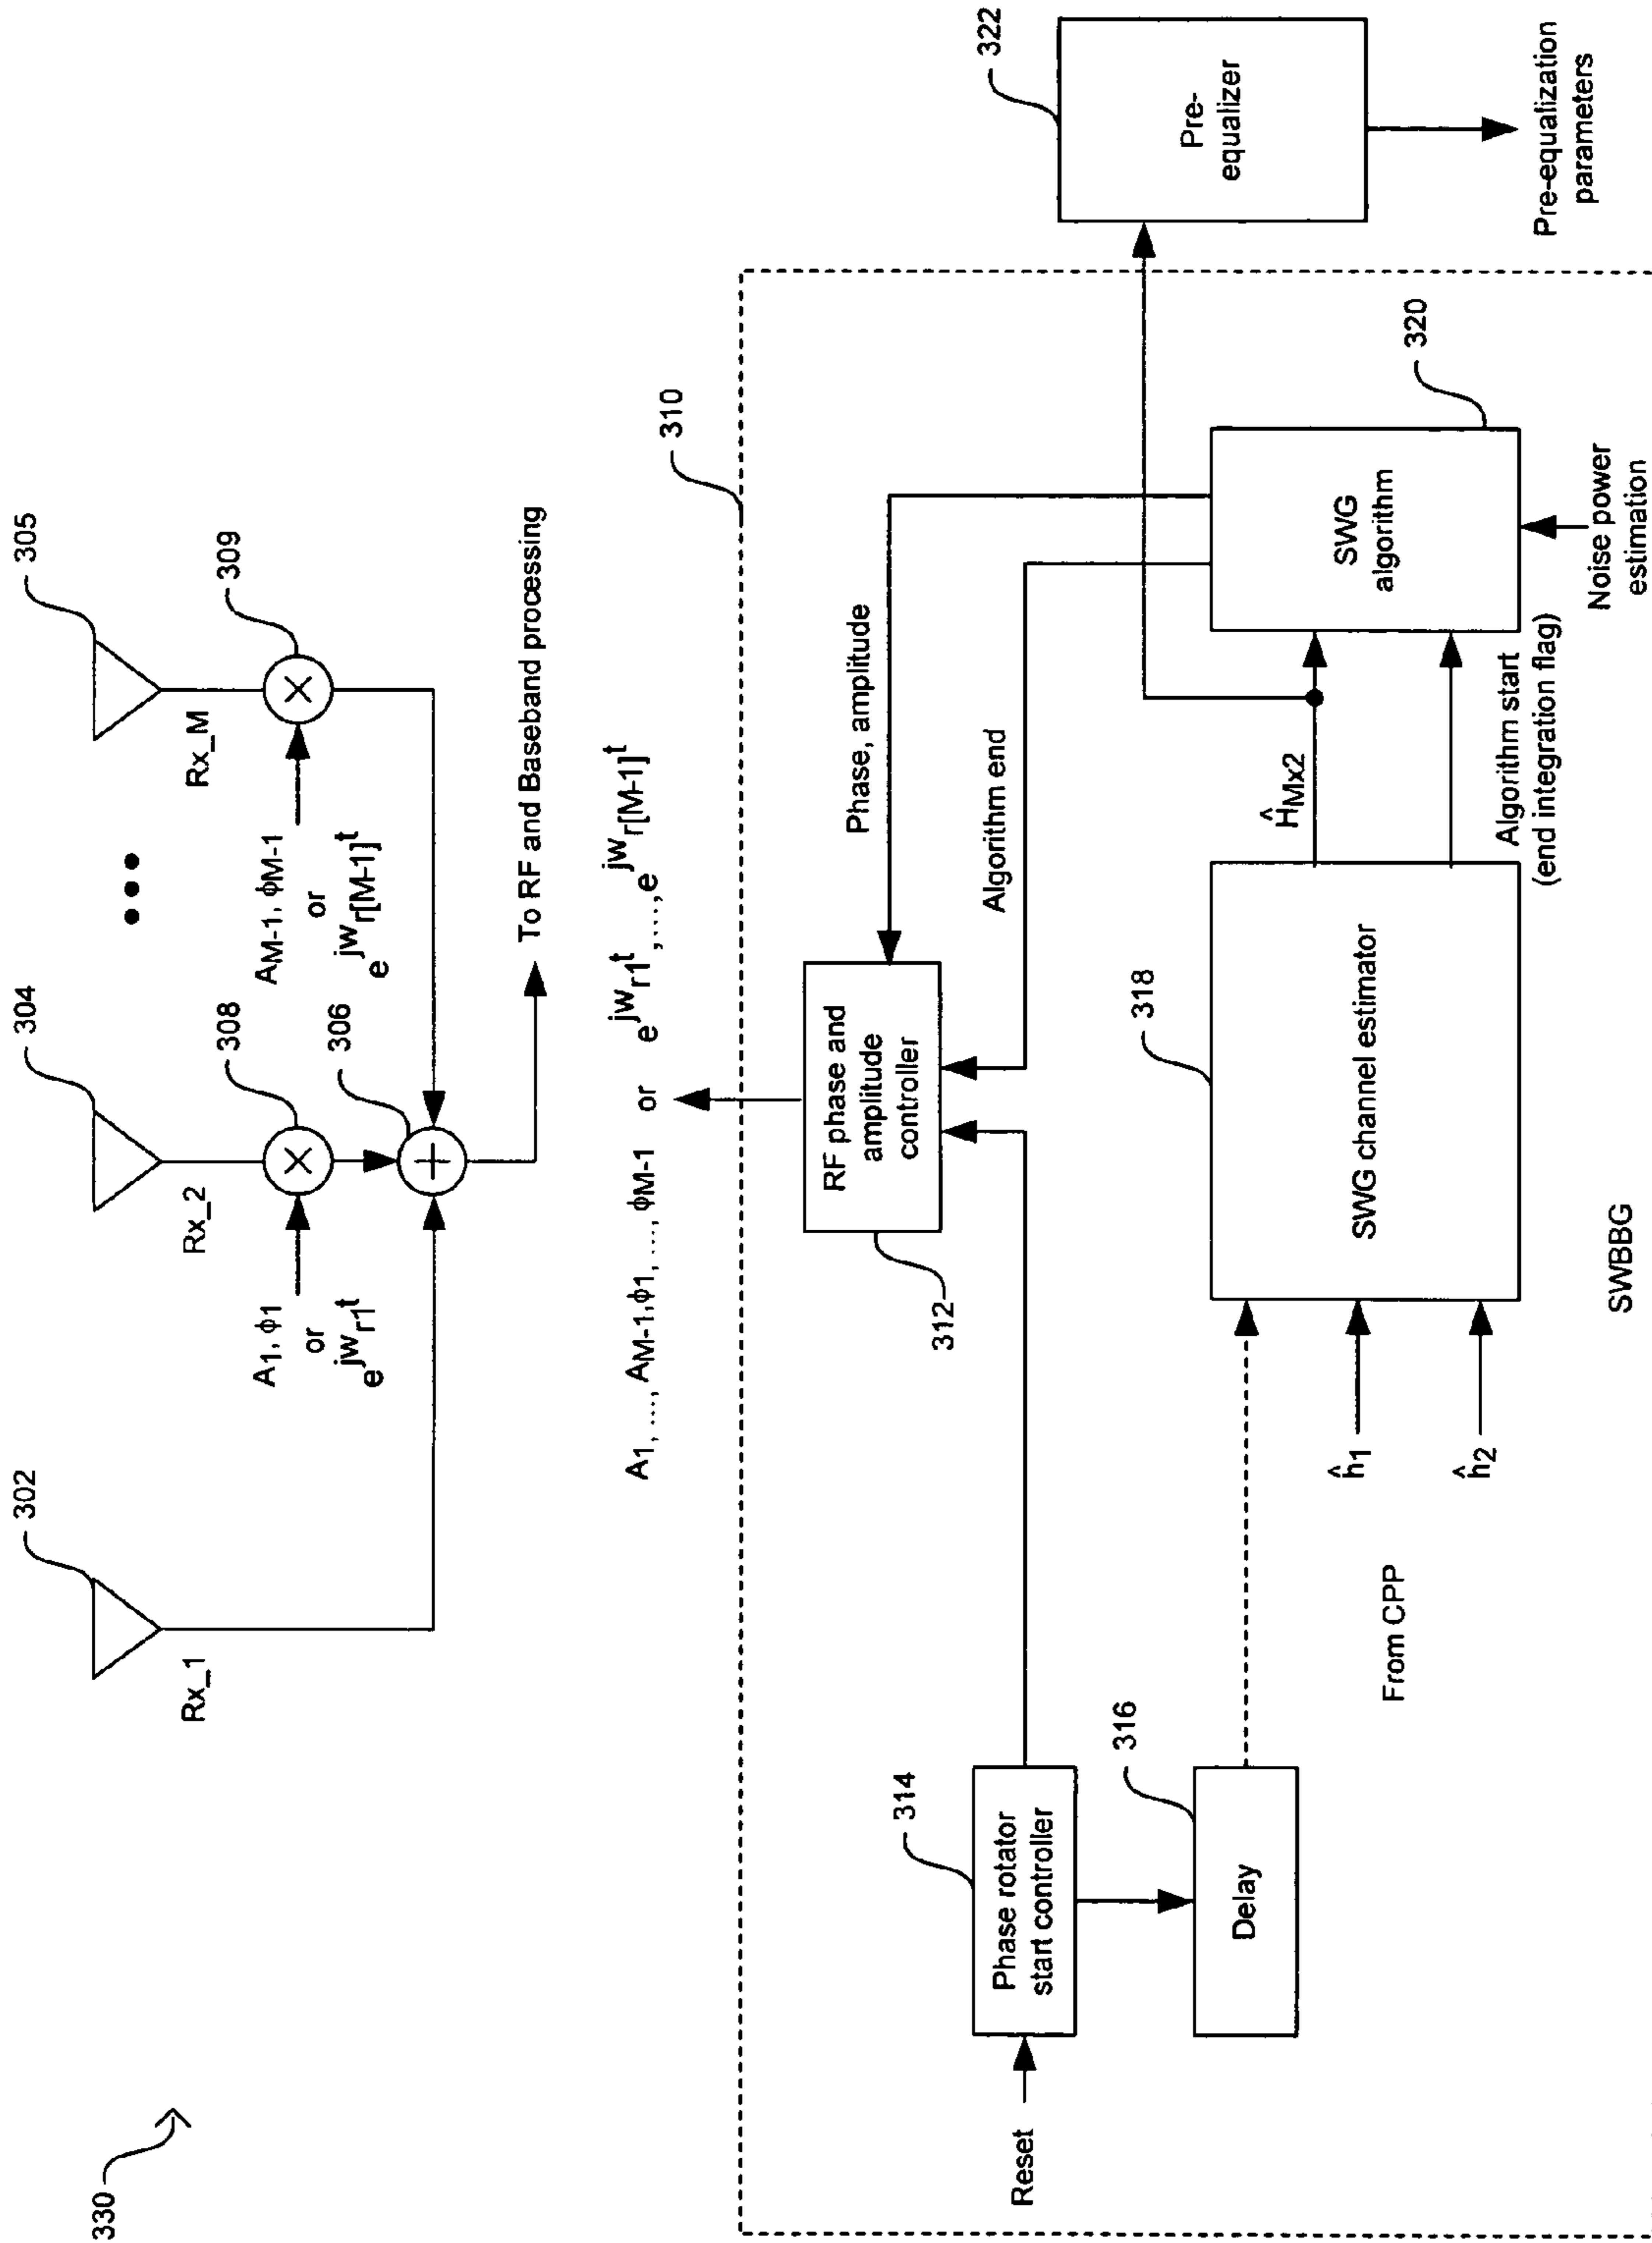 330
302
304
305
Rx_1
Rx_2
Rx_M
308
309
A1, ϕ1
or
e^jw_r1^t
AM-1, ϕM-1
or
e^jw_r[M-1]^t
306
×
×
+
•••
To RF and Baseband processing
A1, ..., AM-1, ϕ1, ..., ϕM-1 or e^jw_r1^t, ..., e^jw_r[M-1]^t
310
RF phase and
amplitude
controller
312
Phase, amplitude
Algorithm end
Reset
Phase rotator
start controller
314
Delay
316
From CPP
ĥ1
ĥ2
SWG channel estimator
318
ĤMx2
Algorithm start
(end integration flag)
SWG
algorithm
320
Noise power
estimation
Pre-
equalizer
322
Pre-equalization
parameters
SWBBG